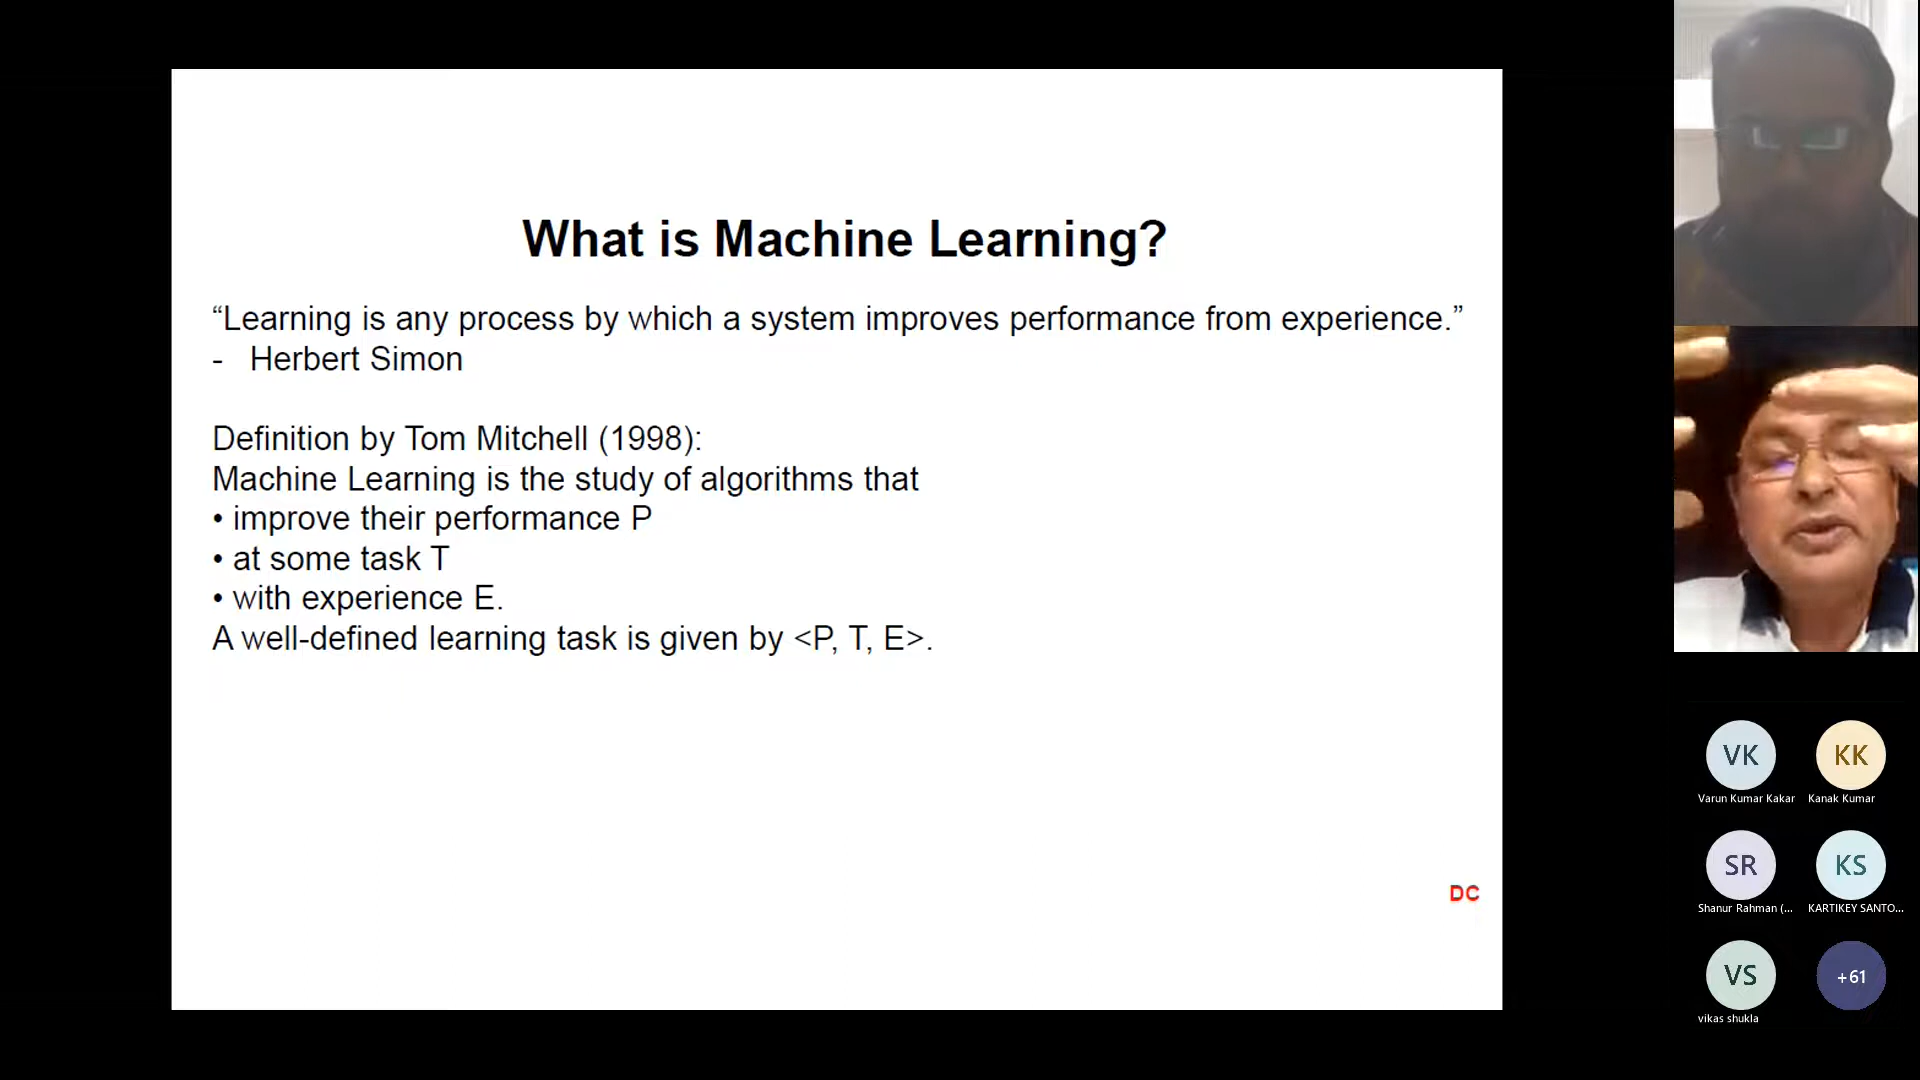 What is Machine Learning?
“Learning is any process by which a system improves performance from experience.”
- Herbert Simon
Definition by Tom Mitchell (1998):
Machine Learning is the study of algorithms that
• improve their performance P
• at some task T
• with experience E.
A well-defined learning task is given by <P, T, E>.
DC
VK
KK
Varun Kumar Kakar
Kanak Kumar
SR
KS
Shanur Rahman (...
KARTIKEY SANTO...
VS
+61
vikas shukla